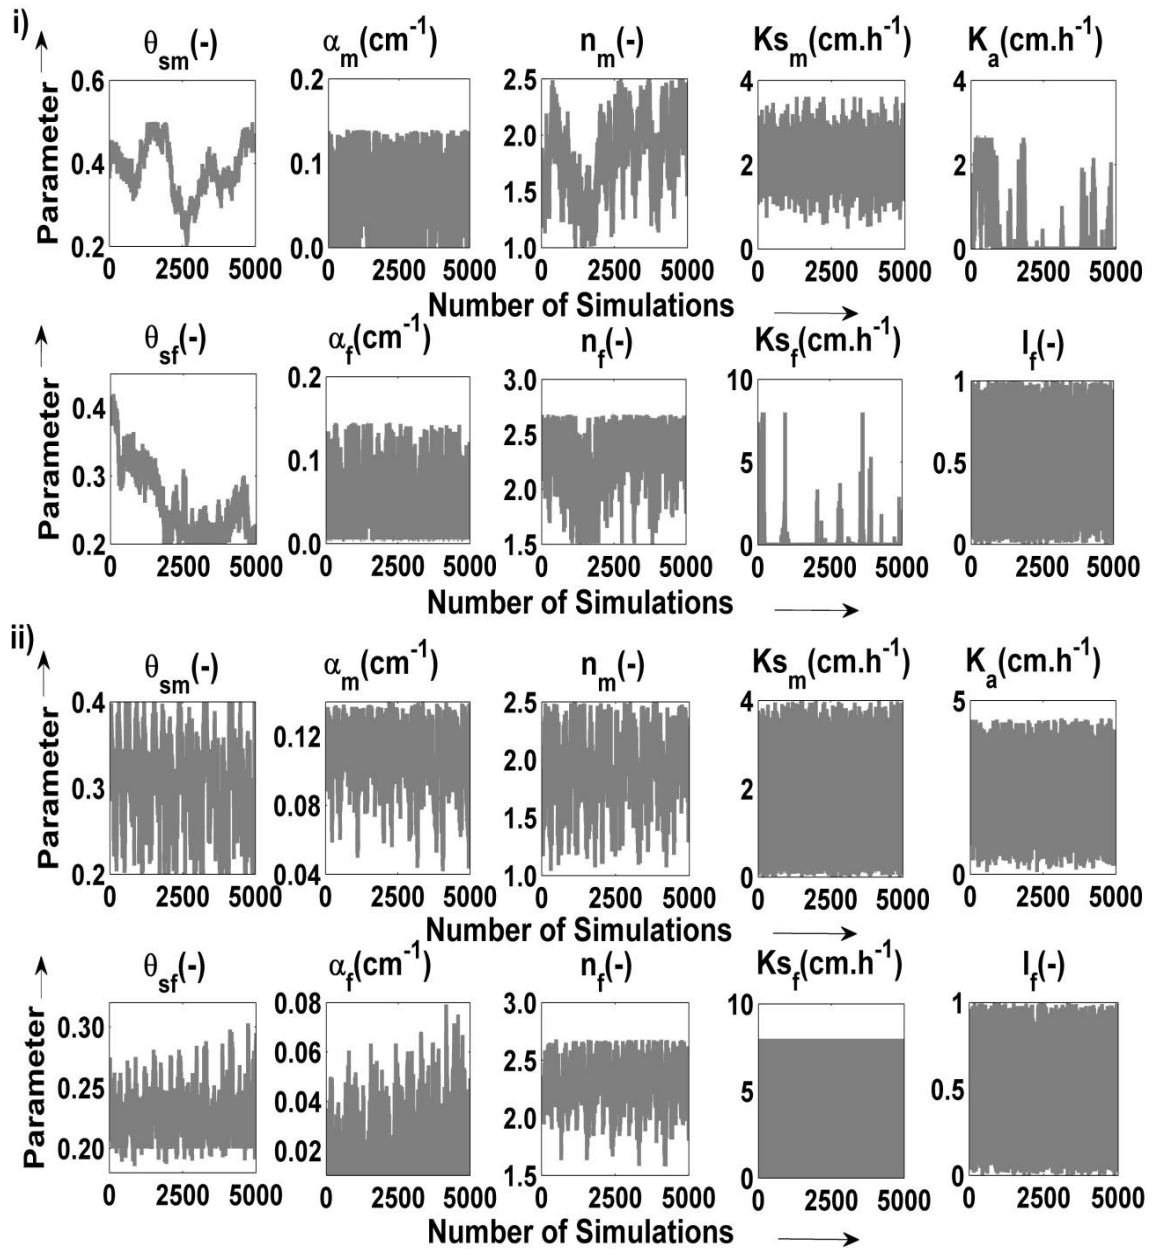 i)
θsm(-) αm(cm-1) nm(-) Ksm(cm.h-1) Ka(cm.h-1)
Parameter
0.6 0.4 0.2
0.2 0.1 0.0
2.5 2.0 1.5 1.0
4 2 0
4 2 0
0 2500 5000 0 2500 5000 0 2500 5000 0 2500 5000 0 2500 5000
Number of Simulations
θsf(-) αf(cm-1) nf(-) Ksf(cm.h-1) lf(-)
Parameter
0.4 0.3 0.2
0.2 0.1 0.0
3.0 2.5 2.0 1.5
10 5 0
1 0.5 0
0 2500 5000 0 2500 5000 0 2500 5000 0 2500 5000 0 2500 5000
Number of Simulations
ii)
θsm(-) αm(cm-1) nm(-) Ksm(cm.h-1) Ka(cm.h-1)
Parameter
0.4 0.3 0.2
0.12 0.08 0.04
2.5 2.0 1.5 1.0
4 2 0
5 0
0 2500 5000 0 2500 5000 0 2500 5000 0 2500 5000 0 2500 5000
Number of Simulations
θsf(-) αf(cm-1) nf(-) Ksf(cm.h-1) lf(-)
Parameter
0.30 0.25 0.20
0.08 0.06 0.04 0.02
3.0 2.5 2.0 1.5
10 5 0
1 0.5 0
0 2500 5000 0 2500 5000 0 2500 5000 0 2500 5000 0 2500 5000
Number of Simulations